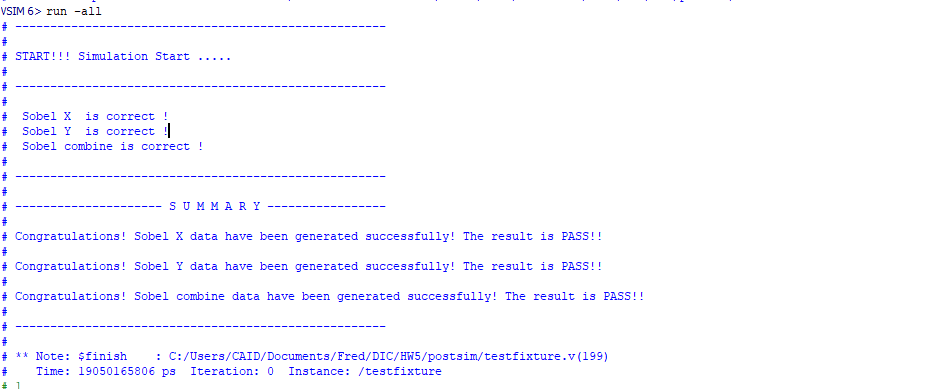 VSIM 6> run -all
# -----------------------------------------------------
#
# START!!! Simulation Start .....
#
# -----------------------------------------------------
#
#  Sobel X  is correct !
#  Sobel Y  is correct !
#  Sobel combine is correct !
#
# -----------------------------------------------------
#
# --------------------- S U M M A R Y -----------------
#
# Congratulations! Sobel X data have been generated successfully! The result is PASS!!
#
# Congratulations! Sobel Y data have been generated successfully! The result is PASS!!
#
# Congratulations! Sobel combine data have been generated successfully! The result is PASS!!
#
# -----------------------------------------------------
#
# ** Note: $finish    : C:/Users/CAID/Documents/Fred/DIC/HW5/postsim/testfixture.v(199)
#    Time: 19050165806 ps  Iteration: 0  Instance: /testfixture
# 1